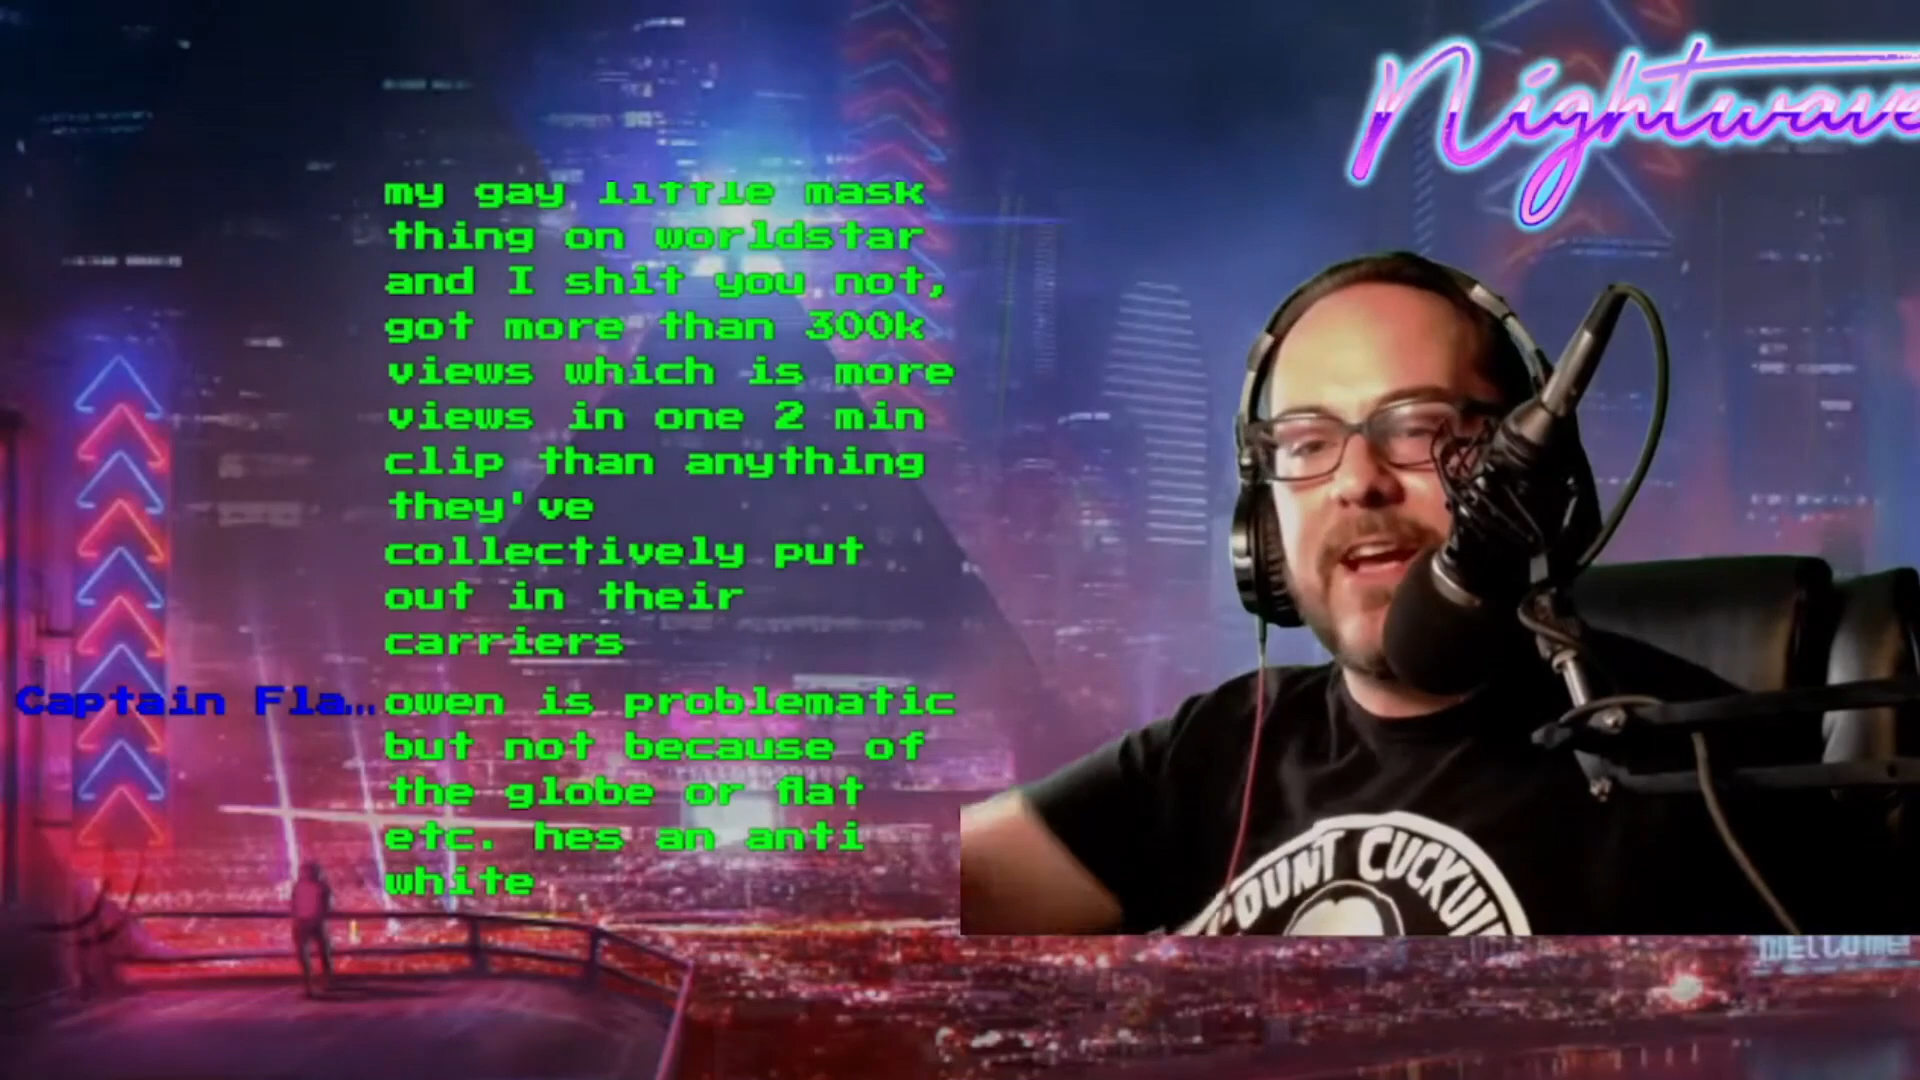 Nightwave
my gay little mask
thing on worldstar
and I shit you not,
got more than 300k
views which is more
views in one 2 min
clip than anything
they've
collectively put
out in their
carriers
Captain Fla… owen is problematic
but not because of
the globe or flat
etc. hes an anti
white
COUNT CUCKUL
WELCOME